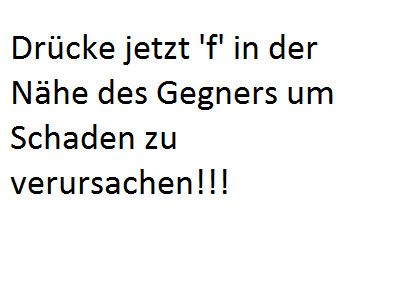 Drücke jetzt 'f' in der
Nähe des Gegners um
Schaden zu
verursachen!!!